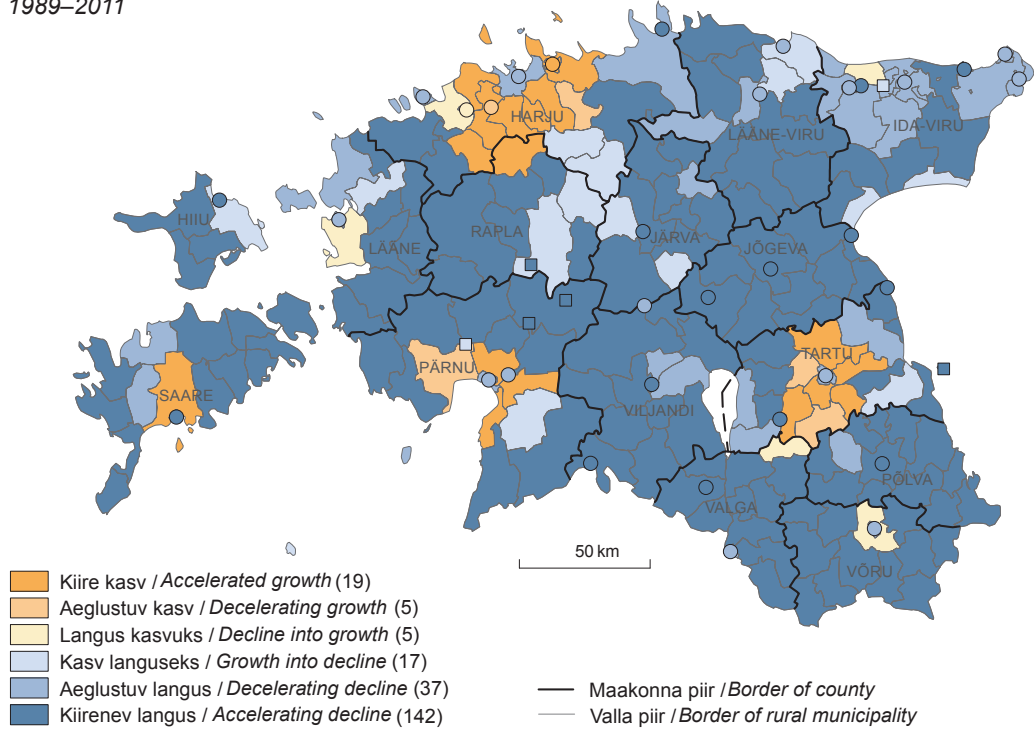 1989–2011
HARJU
LÄÄNE-VIRU
IDA-VIRU
HIIU
LÄÄNE
RAPLA
JÄRVA
JÕGEVA
SAARE
PÄRNU
VILJANDI
TARTU
VALGA
PÕLVA
VÕRU
50 km
Kiire kasv / Accelerated growth (19)
Aeglustuv kasv / Decelerating growth (5)
Langus kasvuks / Decline into growth (5)
Kasv languseks / Growth into decline (17)
Aeglustuv langus / Decelerating decline (37)
Kiirenev langus / Accelerating decline (142)
Maakonna piir / Border of county
Valla piir / Border of rural municipality